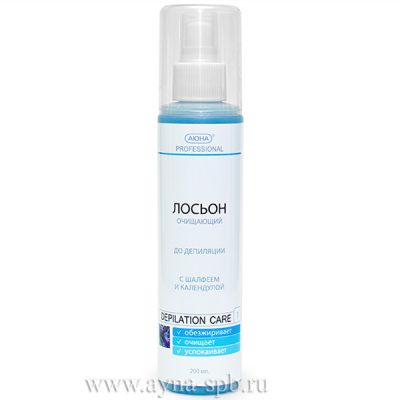 АЮНА
PROFESSIONAL
ЛОСЬОН
ОЧИЩАЮЩИЙ
ДО ДЕПИЛЯЦИИ
С ШАЛФЕЕМ
И КАЛЕНДУЛОЙ
DEPILATION CARE 1
✓ обезжиривает
✓ очищает
✓ успокаивает
200 мл.
www.ayna-spb.ru